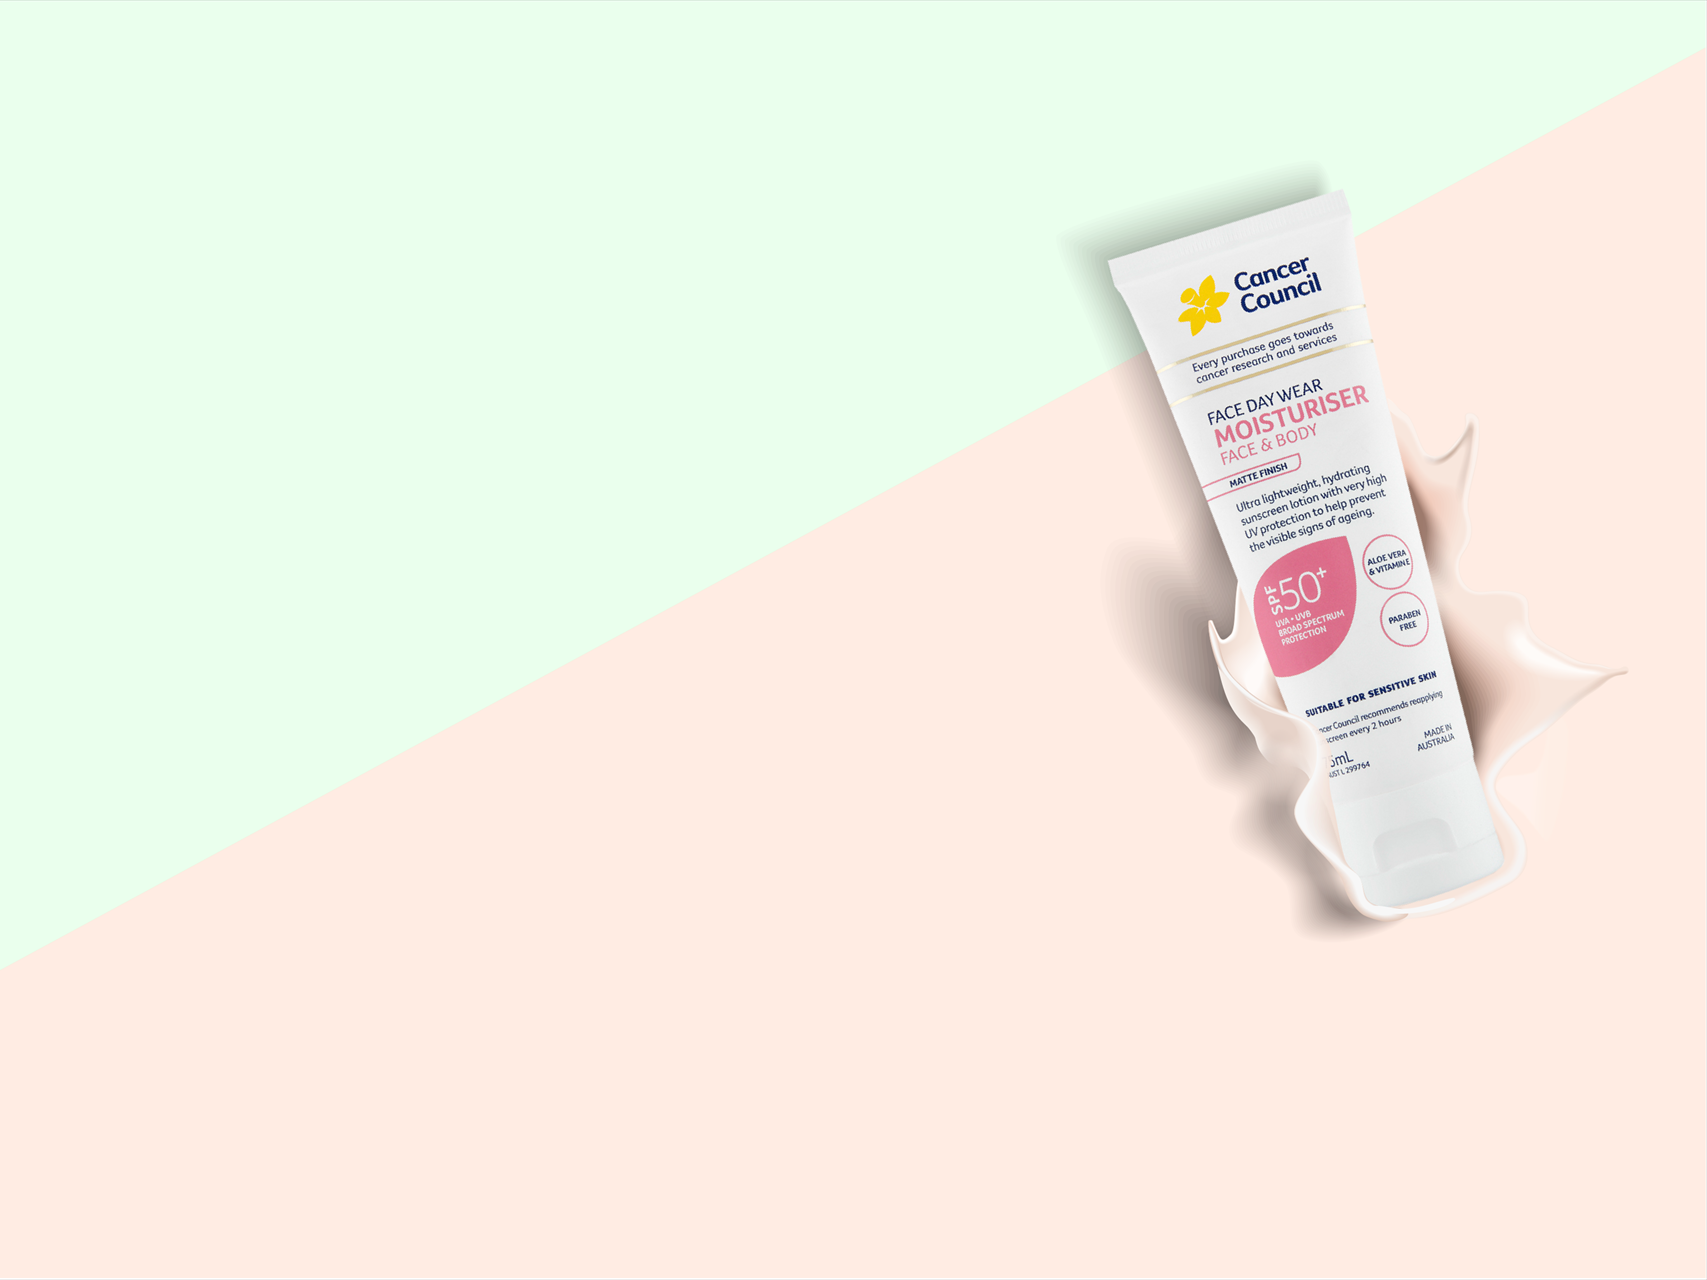 Cancer
Council
Every purchase goes towards
cancer research and services
FACE DAY WEAR
MOISTURISER
FACE & BODY
MATTE FINISH
Ultra lightweight, hydrating
sunscreen lotion with very high
UV protection to help prevent
the visible signs of ageing.
SPF 50+
UVA • UVB
BROAD SPECTRUM
PROTECTION
ALOE VERA
& VITAMIN E
PARABEN
FREE
SUITABLE FOR SENSITIVE SKIN
Council recommends reapplying
every 2 hours
MADE IN
AUSTRALIA
L 299764